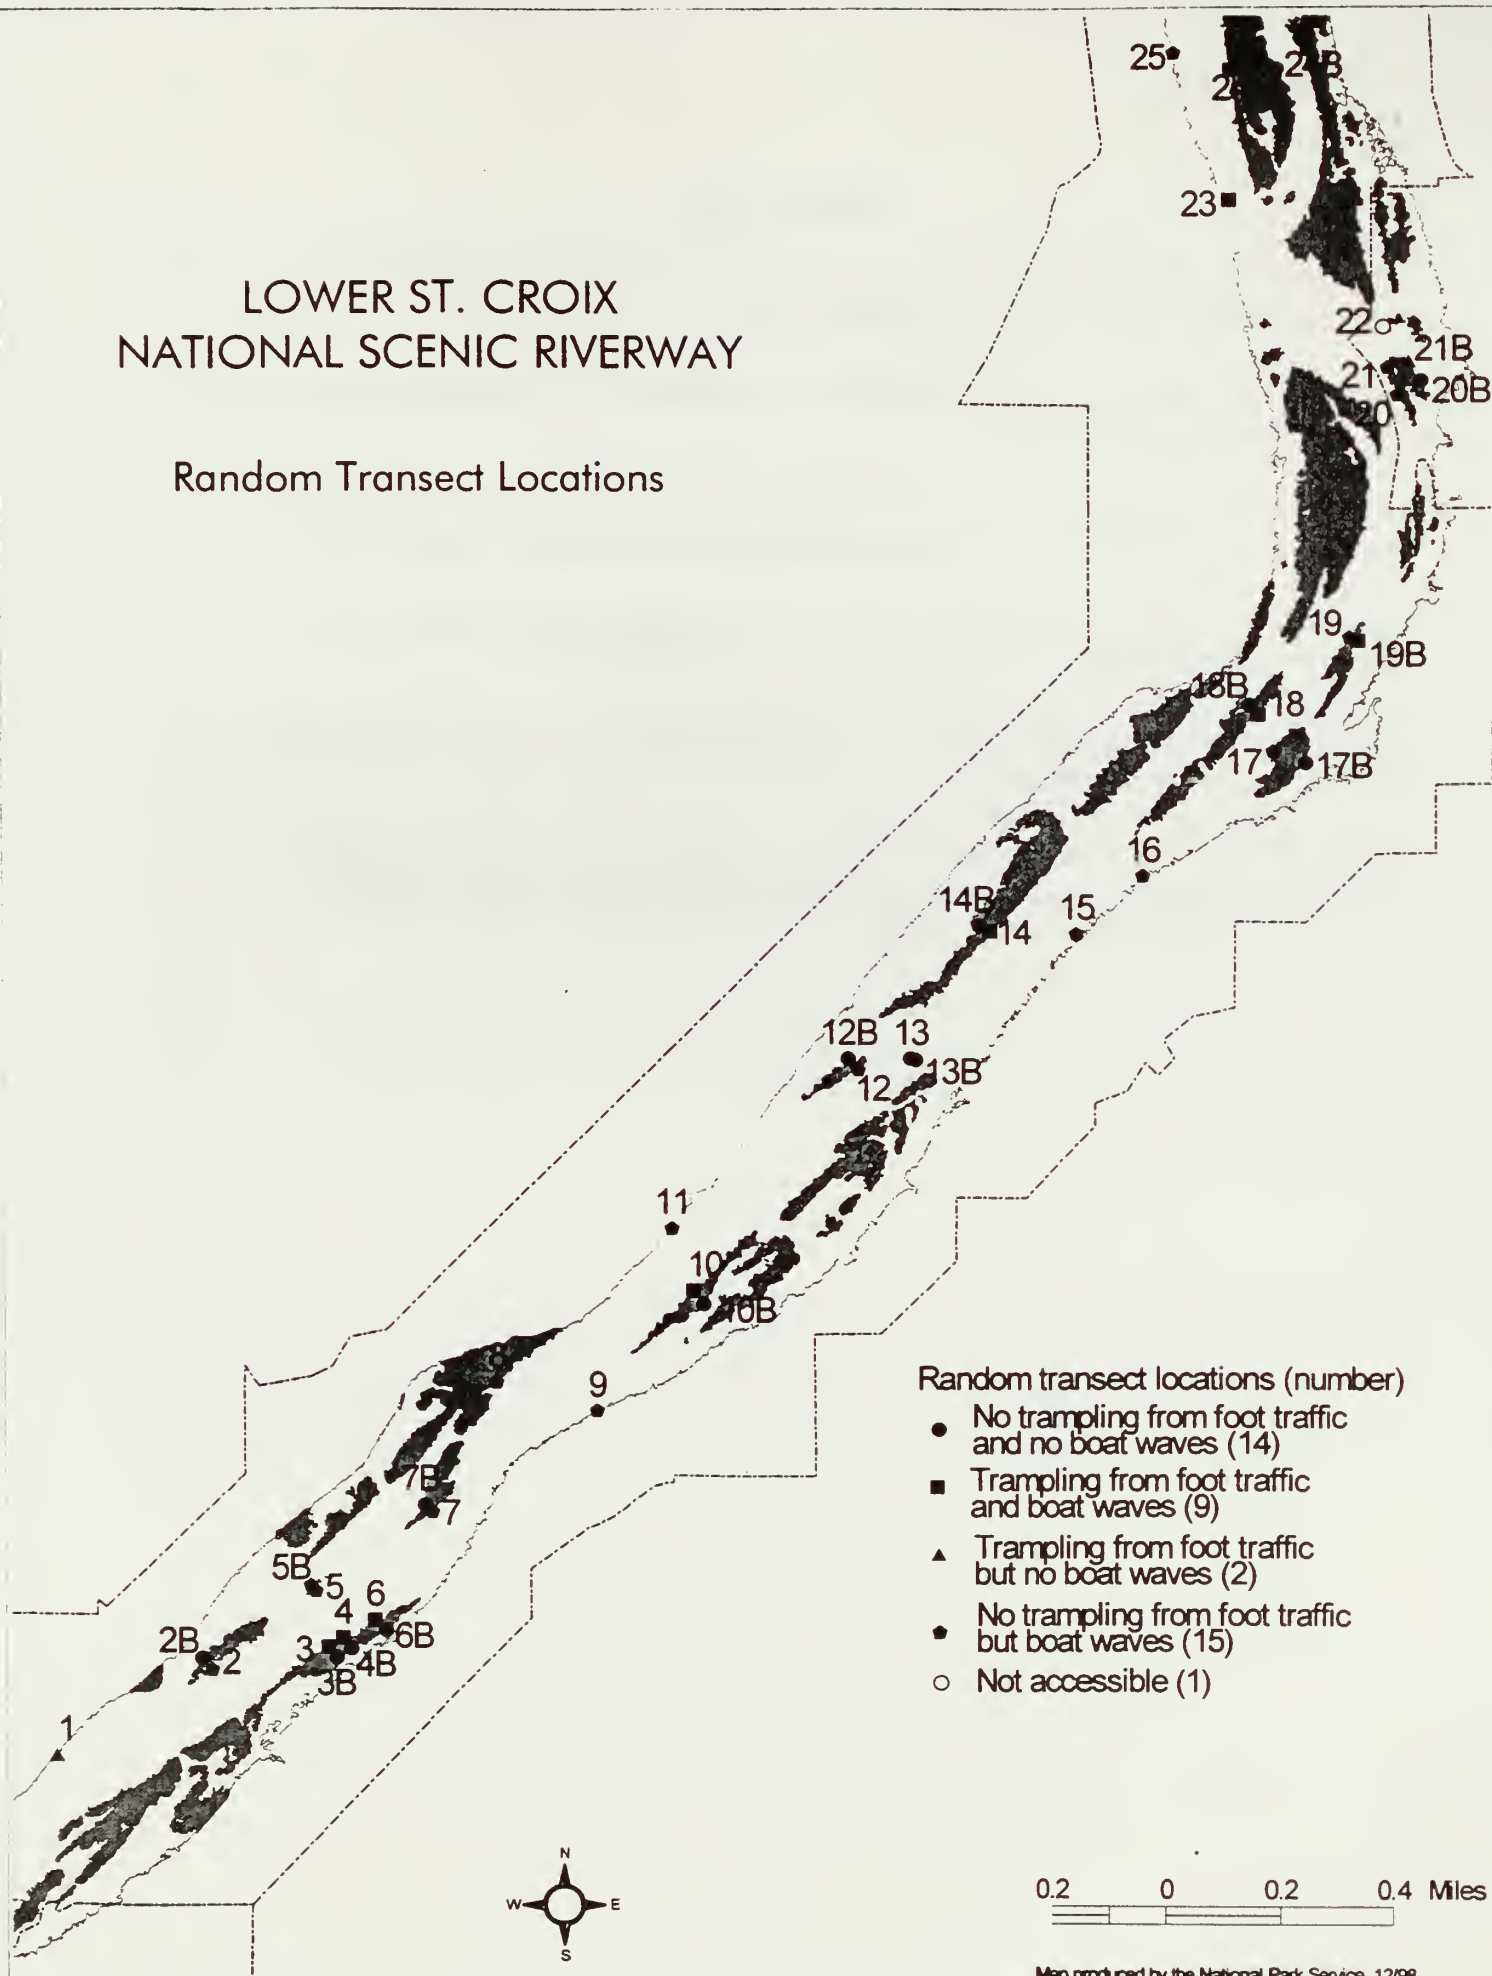 25
24B
23
LOWER ST. CROIX
NATIONAL SCENIC RIVERWAY
22
21B
21
20B
20
Random Transect Locations
19
19B
18B
18
17
17B
16
14B
15
14
12B
13
13B
12
11
10
10B
9
7B
7
5B
5
6
4
6B
2B
3
4B
2
3B
1
Random transect locations (number)
No trampling from foot traffic
and no boat waves (14)
Trampling from foot traffic
and boat waves (9)
Trampling from foot traffic
but no boat waves (2)
No trampling from foot traffic
but boat waves (15)
Not accessible (1)
N
W E
S
0.2 0 0.2 0.4 Miles
Map produced by the National Park Service, 12/98